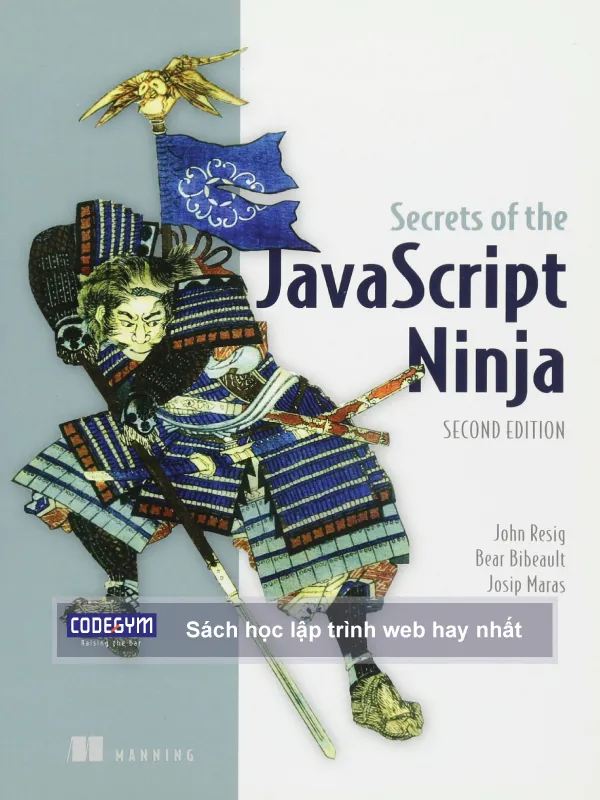 Secrets of the
JavaScript
Ninja
SECOND EDITION
John Resig
Bear Bibeault
Josip Maras
CODEGYM
Raising the bar
Sách học lập trình web hay nhất
MANNING